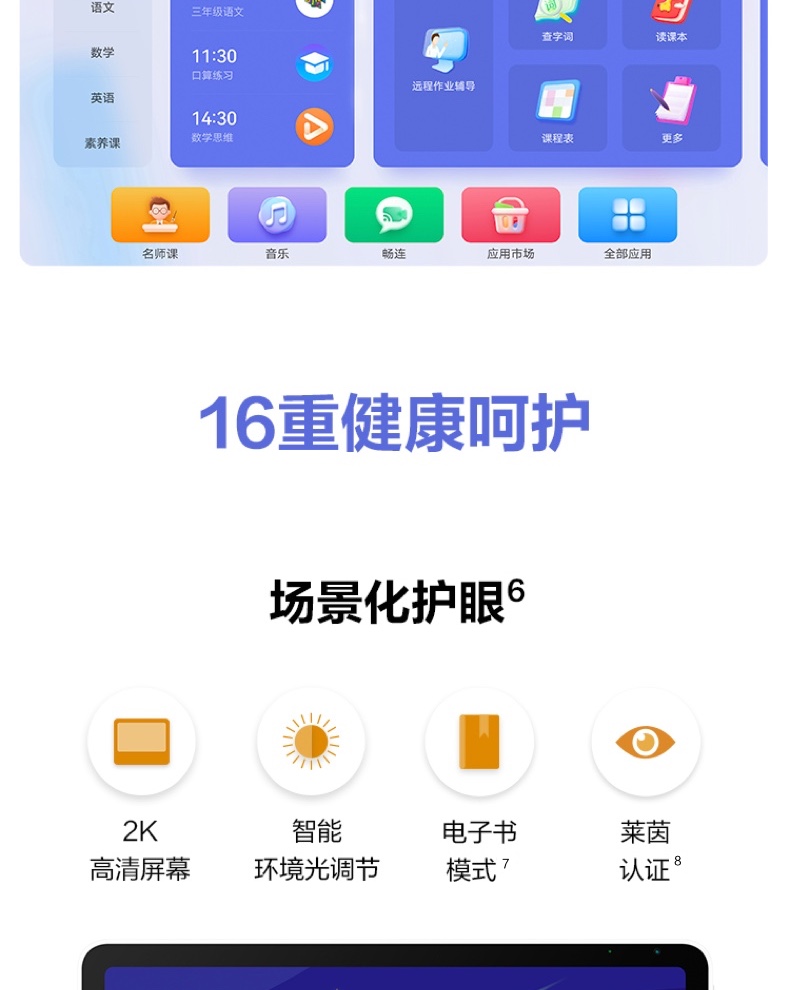 语文
数学
英语
素养课
三年级语文
11:30
口算练习
14:30
数学思维
远程作业辅导
查字词
读课本
课程表
更多
名师课
音乐
畅连
应用市场
全部应用
16重健康呵护
场景化护眼6
2K
高清屏幕
智能
环境光调节
电子书
模式7
莱茵
认证8